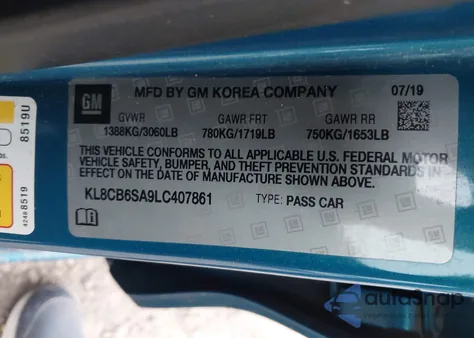 GM
MFD BY GM KOREA COMPANY
07/19
GVWR
GAWR FRT
GAWR RR
1388KG/3060LB
780KG/1719LB
750KG/1653LB
THIS VEHICLE CONFORMS TO ALL APPLICABLE U.S. FEDERAL MOTOR
VEHICLE SAFETY, BUMPER, AND THEFT PREVENTION STANDARDS IN
EFFECT ON THE DATE OF MANUFACTURE SHOWN ABOVE.
KL8CB6SA9LC407861
TYPE: PASS CAR
8519U
42488519
autoSnap